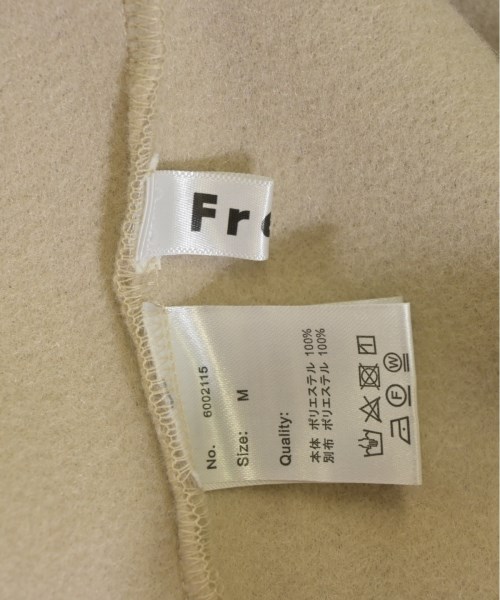 Fr
No. 6002115
Size: M
Quality:
本体 ポリエステル 100%
別布 ポリエステル 100%
F W